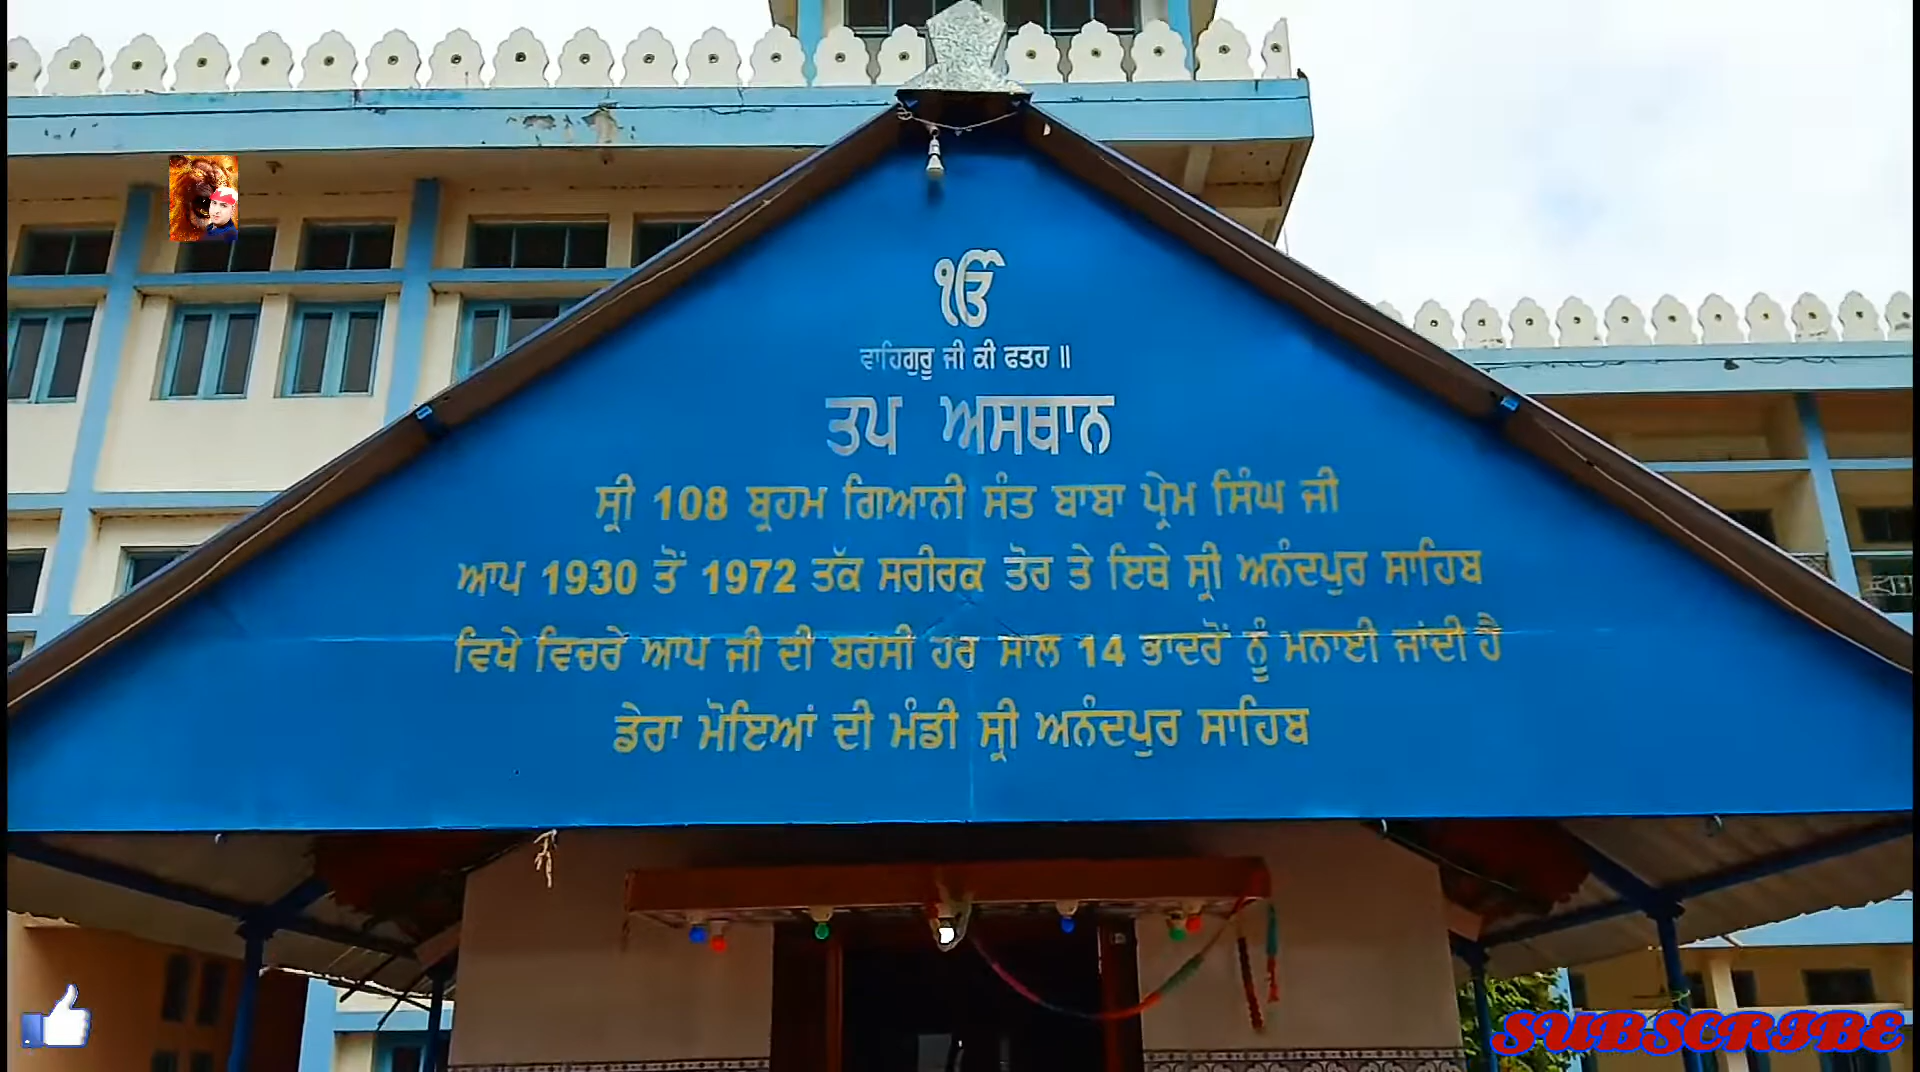 ੴ
ਵਾਹਿਗੁਰੂ ਜੀ ਕੀ ਫਤਹ ॥
ਤਪ ਅਸਥਾਨ
ਸ੍ਰੀ 108 ਬ੍ਰਹਮ ਗਿਆਨੀ ਸੰਤ ਬਾਬਾ ਪ੍ਰੇਮ ਸਿੰਘ ਜੀ
ਆਪ 1930 ਤੋਂ 1972 ਤੱਕ ਸਰੀਰਕ ਤੋਰ ਤੇ ਇਥੇ ਸ੍ਰੀ ਅਨੰਦਪੁਰ ਸਾਹਿਬ
ਵਿਖੇ ਵਿਚਰੇ ਆਪ ਜੀ ਦੀ ਬਰਸੀ ਹਰ ਸਾਲ 14 ਭਾਦਰੋਂ ਨੂੰ ਮਨਾਈ ਜਾਂਦੀ ਹੈ
ਡੇਰਾ ਮੋਇਆਂ ਦੀ ਮੰਡੀ ਸ੍ਰੀ ਅਨੰਦਪੁਰ ਸਾਹਿਬ
SUBSCRIBE